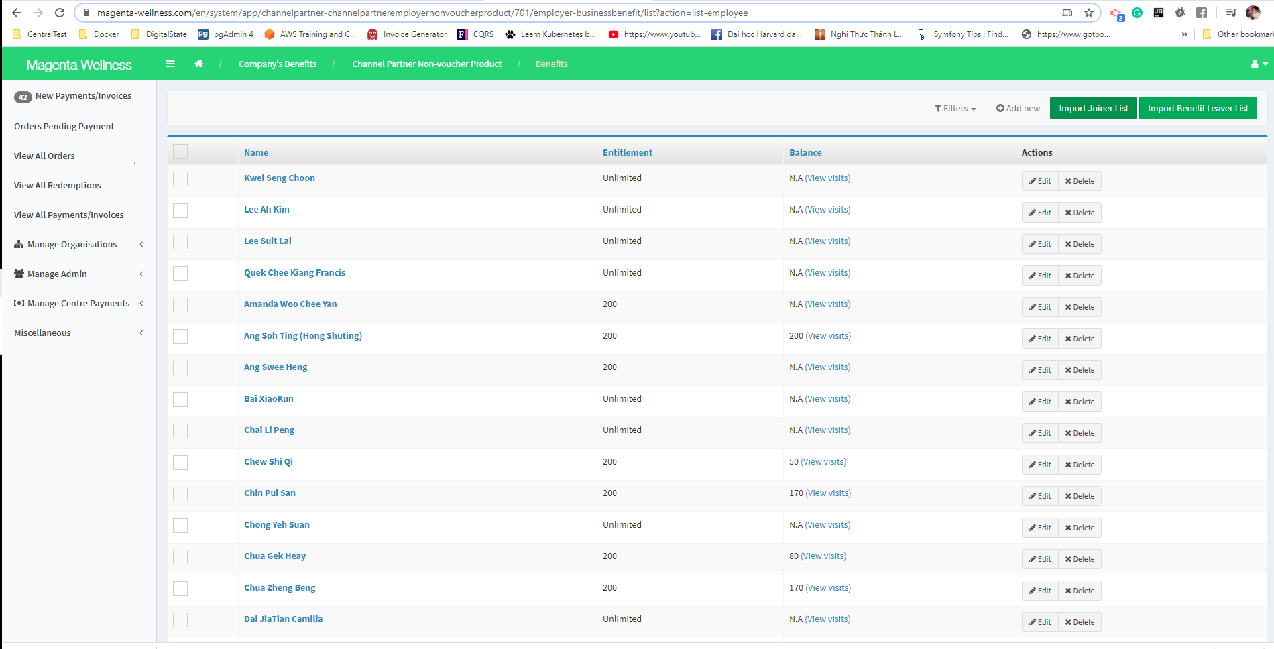 magenta-wellness.com/en/system/app/channelpartner-channelpartneremployernonvoucherproduct/701/employer-businessbenefit/list?action=list-employee
CentralTest Docker DigitalState pgAdmin 4 AWS Training and C... Invoice Generator CQRS Learn Kubernetes b... https://www.youtub... Dai hoc Harvard da... Nghi Thức Thánh L... Symfony Tips : Find... https://www.gotbo... » Other bookmar
Magenta Wellness / Company's Benefits / Channel Partner Non-voucher Product / Benefits
42 New Payments/Invoices
Orders Pending Payment
View All Orders
View All Redemptions
View All Payments/Invoices
Manage Organisations
Manage Admin
Manage Centre Payments
Miscellaneous
Filters Add new Import Joiner List Import Benefit Leaver List
Name Entitlement Balance Actions
Kwei Seng Choon Unlimited N.A (View visits) Edit Delete
Lee Ah Kim Unlimited N.A (View visits) Edit Delete
Lee Suit Lai Unlimited N.A (View visits) Edit Delete
Quek Chee Kiang Francis Unlimited N.A (View visits) Edit Delete
Amanda Woo Chee Yan 200 N.A (View visits) Edit Delete
Ang Soh Ting (Hong Shuting) 200 200 (View visits) Edit Delete
Ang Swee Heng 200 N.A (View visits) Edit Delete
Bai XiaoKun Unlimited N.A (View visits) Edit Delete
Chai Li Peng Unlimited N.A (View visits) Edit Delete
Chew Shi Qi 200 50 (View visits) Edit Delete
Chin Pui San 200 170 (View visits) Edit Delete
Chong Yeh Suan Unlimited N.A (View visits) Edit Delete
Chua Gek Heay 200 80 (View visits) Edit Delete
Chua Zheng Beng 200 170 (View visits) Edit Delete
Dai JiaTian Camilla Unlimited N.A (View visits) Edit Delete